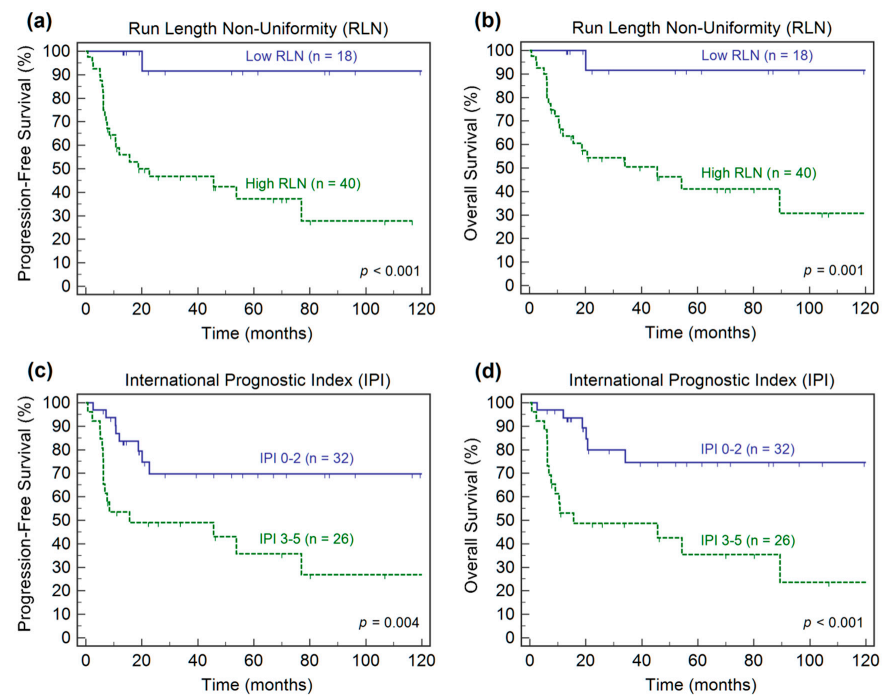 (a)
Run Length Non-Uniformity (RLN)
Progression-Free Survival (%)
100
90
80
70
60
50
40
30
20
10
0
Low RLN (n = 18)
High RLN (n = 40)
p < 0.001
0 20 40 60 80 100 120
Time (months)
(b)
Run Length Non-Uniformity (RLN)
Overall Survival (%)
100
90
80
70
60
50
40
30
20
10
0
Low RLN (n = 18)
High RLN (n = 40)
p = 0.001
0 20 40 60 80 100 120
Time (months)
(c)
International Prognostic Index (IPI)
Progression-Free Survival (%)
100
90
80
70
60
50
40
30
20
10
0
IPI 0-2 (n = 32)
IPI 3-5 (n = 26)
p = 0.004
0 20 40 60 80 100 120
Time (months)
(d)
International Prognostic Index (IPI)
Overall Survival (%)
100
90
80
70
60
50
40
30
20
10
0
IPI 0-2 (n = 32)
IPI 3-5 (n = 26)
p < 0.001
0 20 40 60 80 100 120
Time (months)